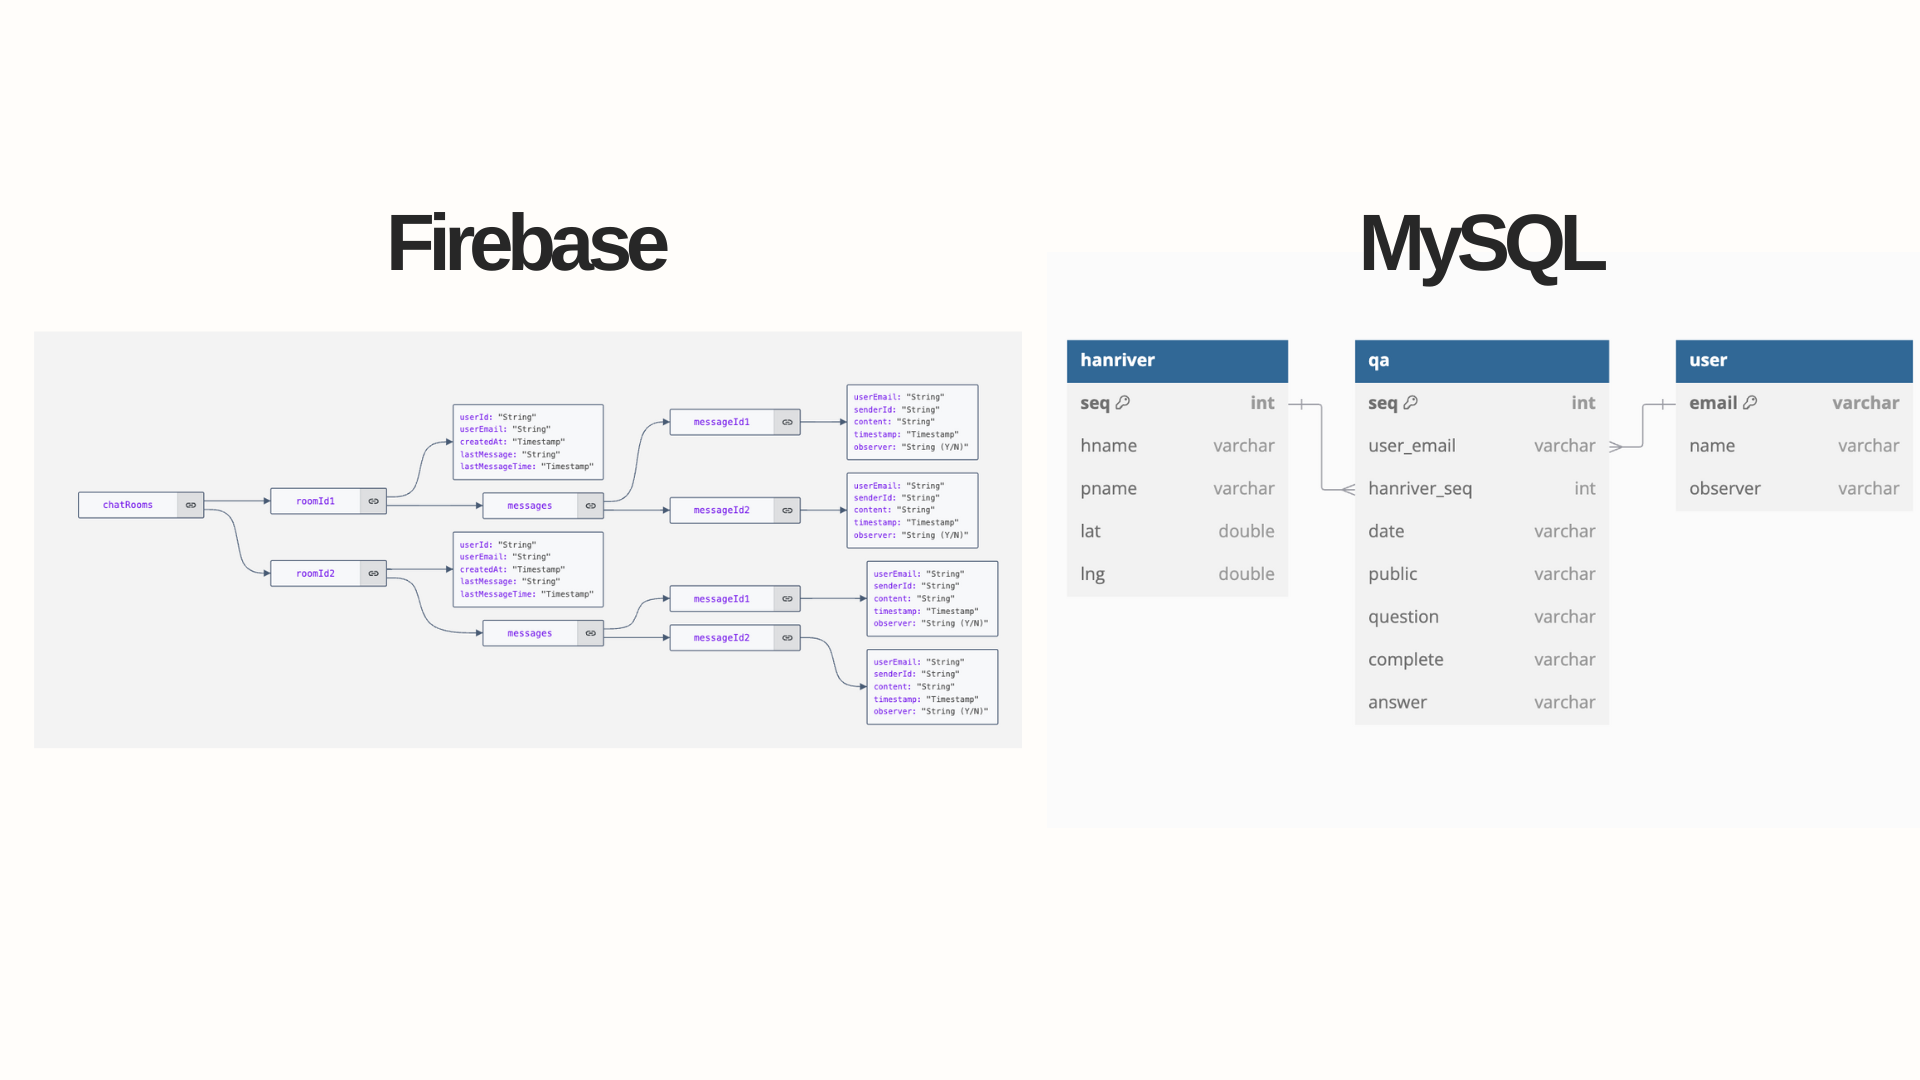 Firebase
chatRooms
roomId1
userId: "String"
userEmail: "String"
createdAt: "Timestamp"
lastMessage: "String"
lastMessageTime: "Timestamp"
messages
messageId1
userEmail: "String"
senderId: "String"
content: "String"
timestamp: "Timestamp"
observer: "String (Y/N)"
messageId2
userEmail: "String"
senderId: "String"
content: "String"
timestamp: "Timestamp"
observer: "String (Y/N)"
roomId2
userId: "String"
userEmail: "String"
createdAt: "Timestamp"
lastMessage: "String"
lastMessageTime: "Timestamp"
messages
messageId1
userEmail: "String"
senderId: "String"
content: "String"
timestamp: "Timestamp"
observer: "String (Y/N)"
messageId2
userEmail: "String"
senderId: "String"
content: "String"
timestamp: "Timestamp"
observer: "String (Y/N)"
MySQL
hanriver
seq int
hname varchar
pname varchar
lat double
lng double
qa
seq int
user_email varchar
hanriver_seq int
date varchar
public varchar
question varchar
complete varchar
answer varchar
user
email varchar
name varchar
observer varchar